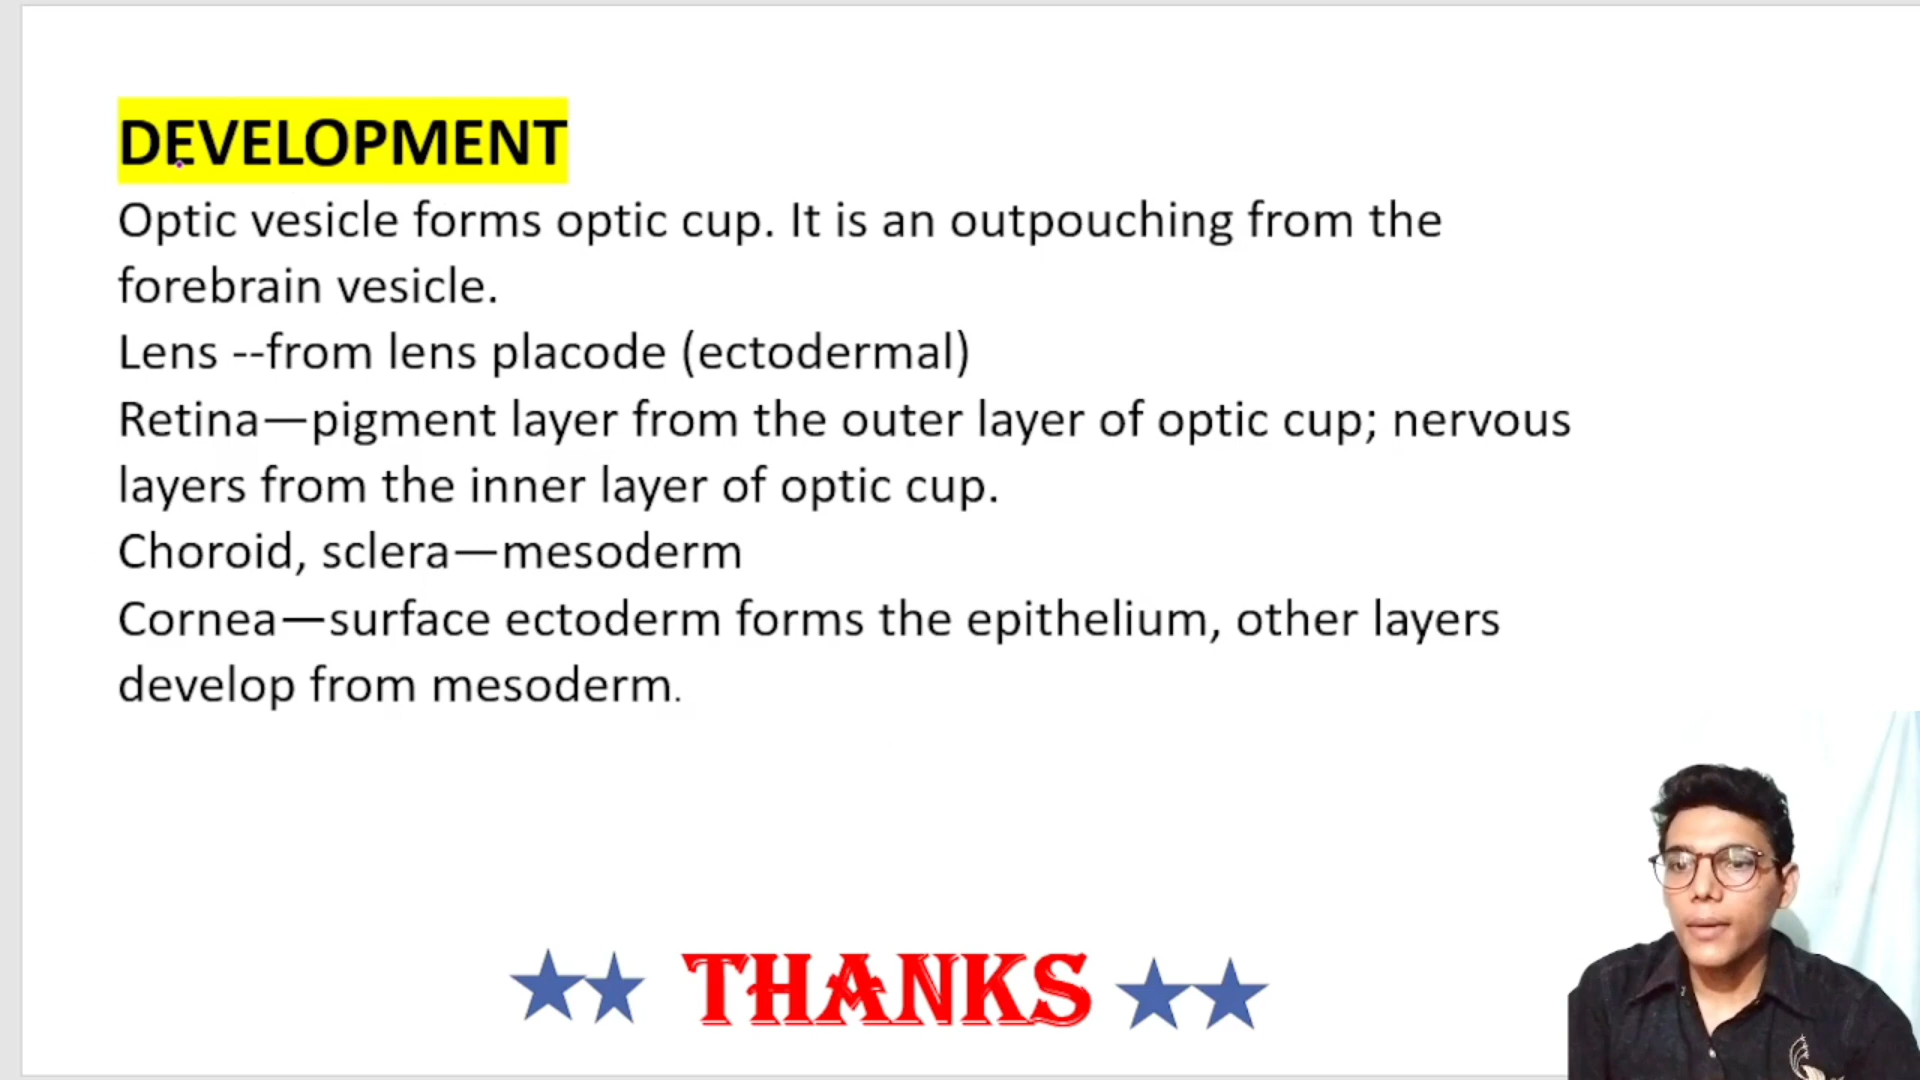 DEVELOPMENT
Optic vesicle forms optic cup. It is an outpouching from the
forebrain vesicle.
Lens --from lens placode (ectodermal)
Retina—pigment layer from the outer layer of optic cup; nervous
layers from the inner layer of optic cup.
Choroid, sclera—mesoderm
Cornea—surface ectoderm forms the epithelium, other layers
develop from mesoderm.
THANKS